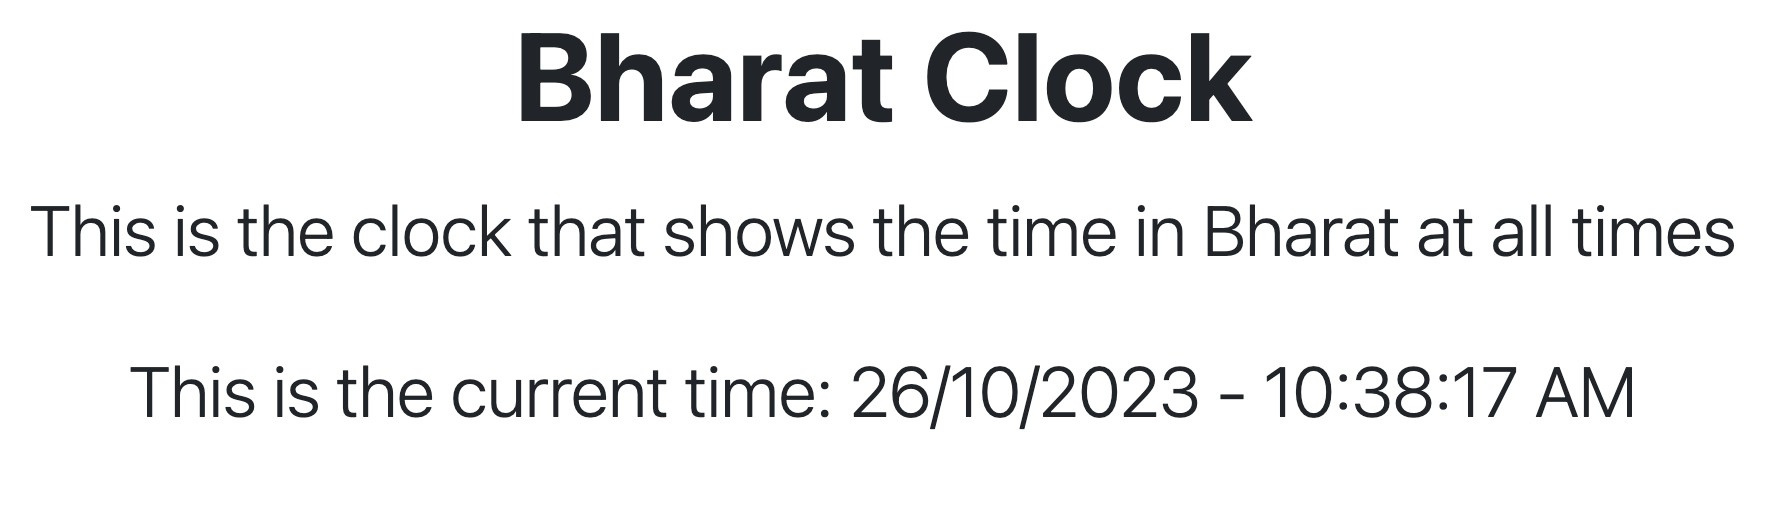 Bharat Clock
This is the clock that shows the time in Bharat at all times
This is the current time: 26/10/2023 - 10:38:17 AM